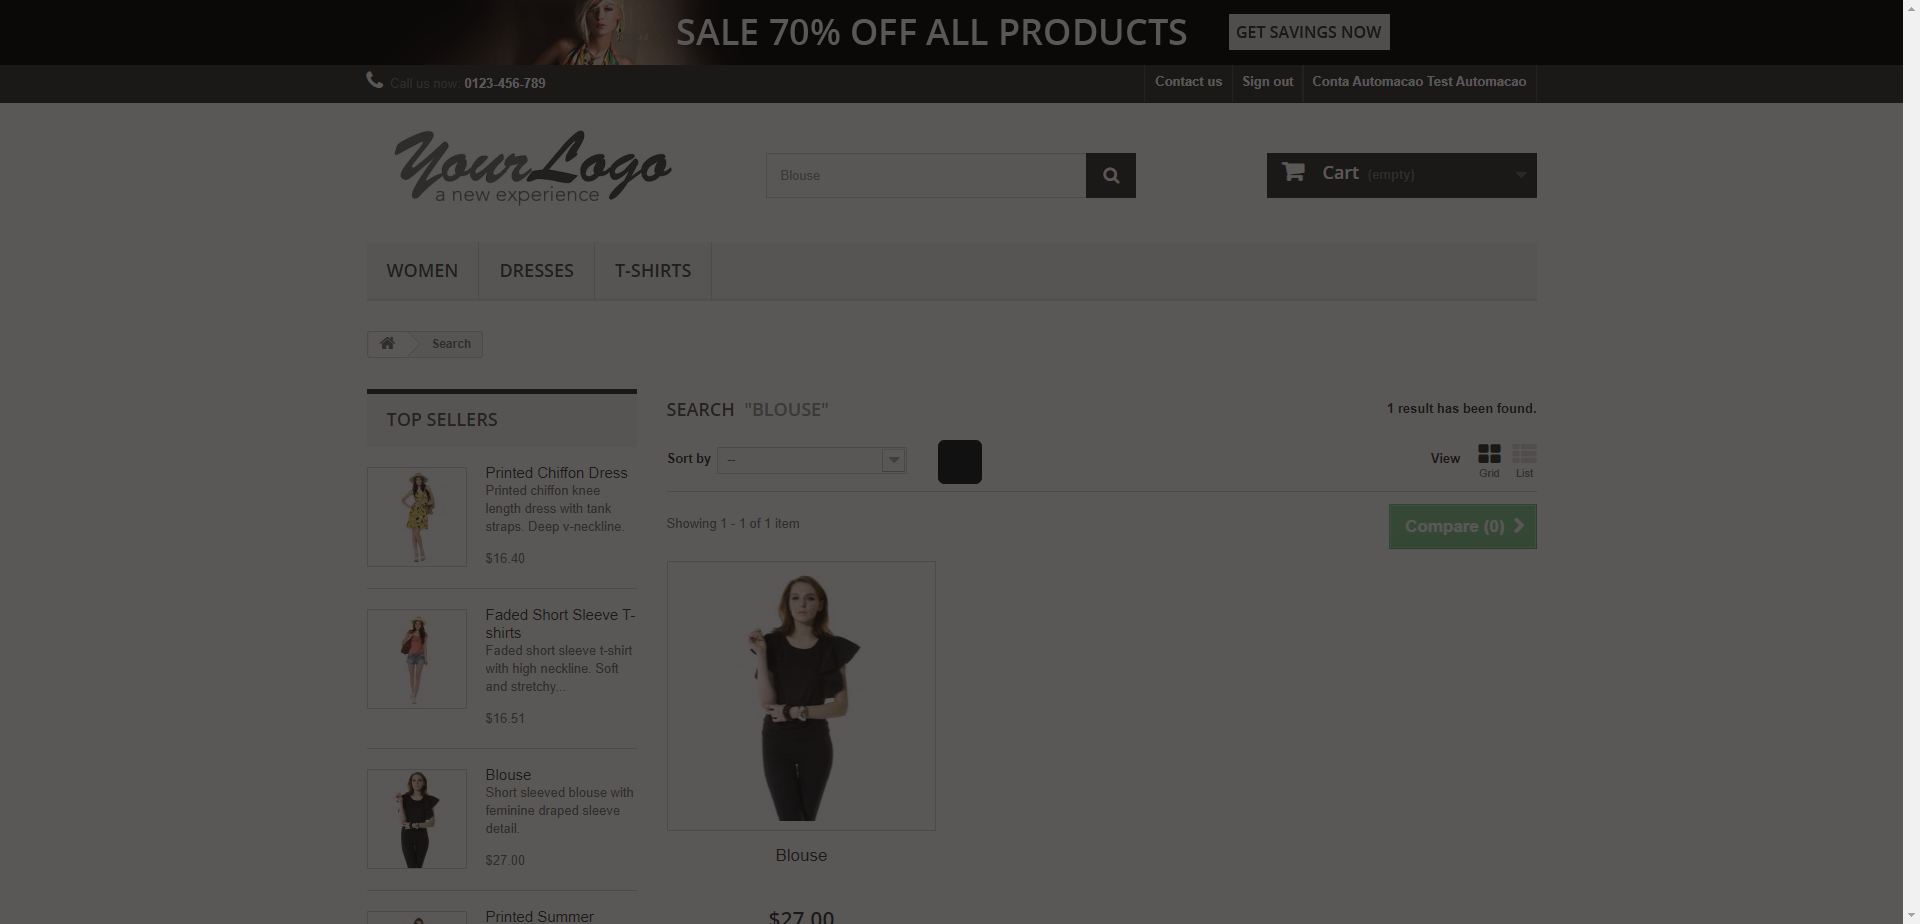 SALE 70% OFF ALL PRODUCTS
GET SAVINGS NOW
Call us now: 0123-456-789
Contact us
Sign out
Conta Automacao Test Automacao
Your Logo
a new experience
Blouse
Cart (empty)
WOMEN
DRESSES
T-SHIRTS
Search
TOP SELLERS
Printed Chiffon Dress
Printed chiffon knee
length dress with tank
straps. Deep v-neckline.
$16.40
Faded Short Sleeve T-
shirts
Faded short sleeve t-shirt
with high neckline. Soft
and stretchy...
$16.51
Blouse
Short sleeved blouse with
feminine draped sleeve
detail.
$27.00
Printed Summer
SEARCH "BLOUSE"
1 result has been found.
Sort by --
View
Grid
List
Showing 1 - 1 of 1 item
Compare (0)
Blouse
$27.00